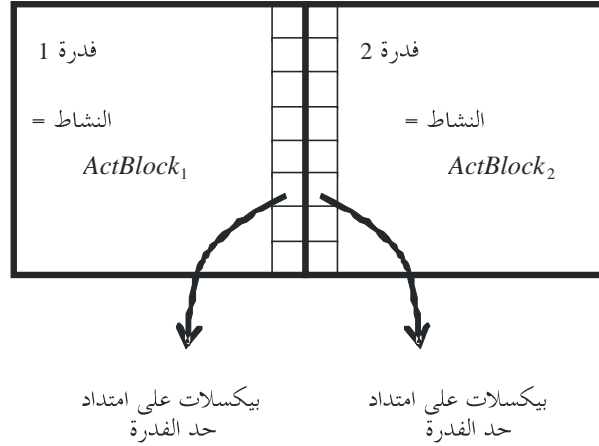 فدرة 1
النشاط =
ActBlock₁
فدرة 2
النشاط =
ActBlock₂
بيكسلات على امتداد
حد الفدرة
بيكسلات على امتداد
حد الفدرة